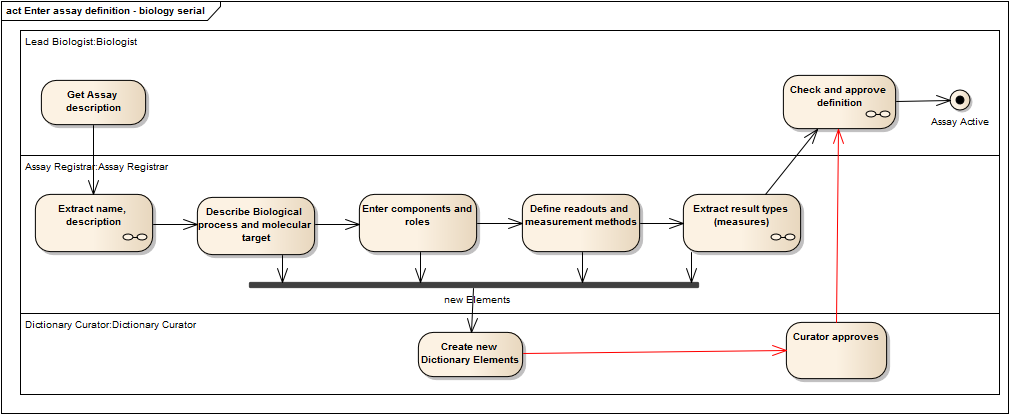 act Enter assay definition - biology serial
Lead Biologist:Biologist
Get Assay
description
Check and approve
definition
Assay Active
Assay Registrar:Assay Registrar
Extract name,
description
Describe Biological
process and molecular
target
Enter components and
roles
Define readouts and
measurement methods
Extract result types
(measures)
new Elements
Dictionary Curator:Dictionary Curator
Create new
Dictionary Elements
Curator approves